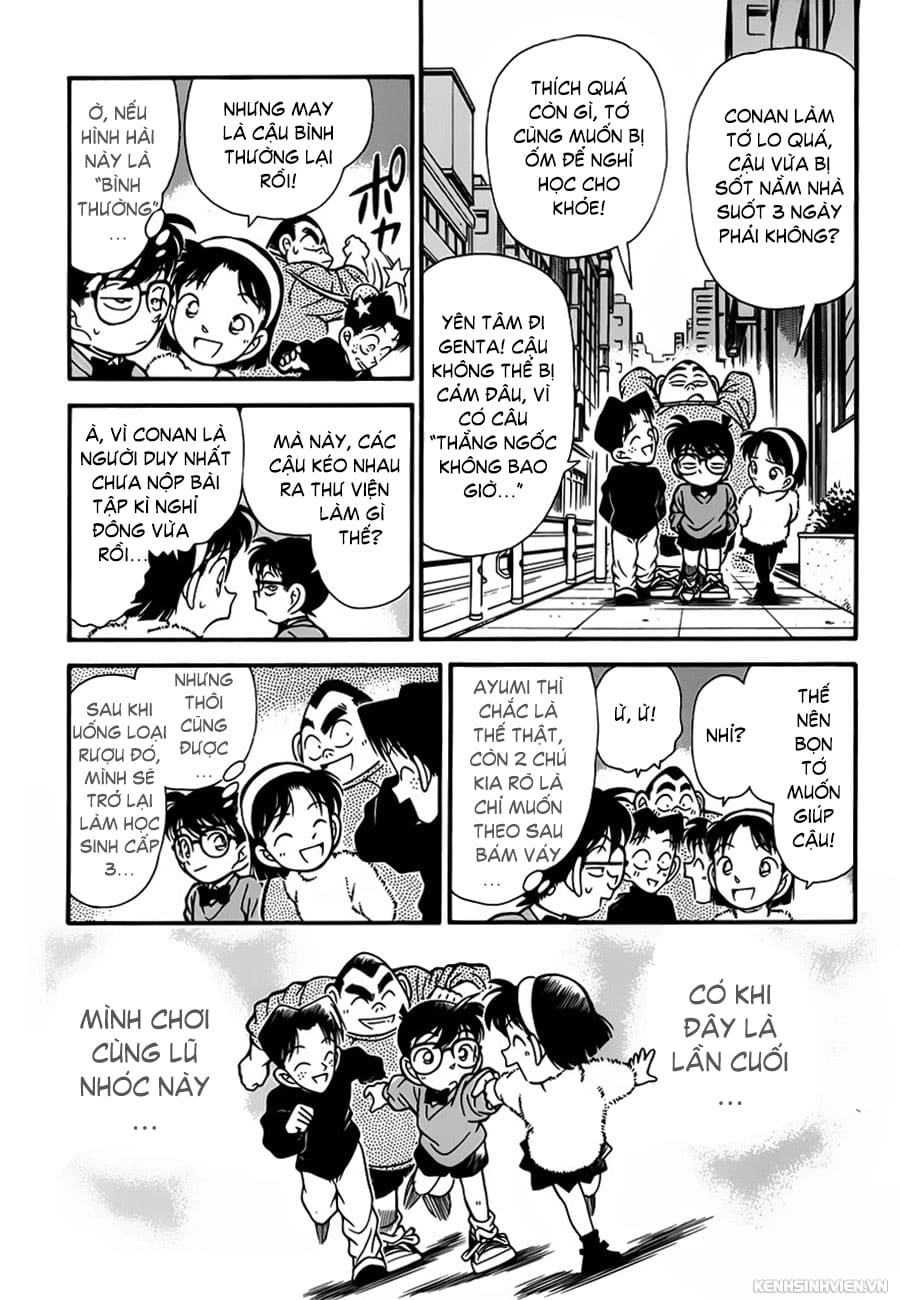 CONAN LÀM
TỚ LO QUÁ,
CẬU VỪA BỊ
SỐT NẰM NHÀ
SUỐT 3 NGÀY
PHẢI KHÔNG?
THÍCH QUÁ
CÒN GÌ, TỚ
CŨNG MUỐN BỊ
ỐM ĐỂ NGHỈ
HỌC CHO
KHỎE!
YÊN TÂM ĐI
GENTA! CẬU
KHÔNG THỂ BỊ
CẢM ĐÂU, VÌ
CÓ CÂU
“THẰNG NGỐC
KHÔNG BAO
GIỜ...”
NHƯNG MAY
LÀ CẬU BÌNH
THƯỜNG LẠI
RỒI!
Ờ, NẾU
HÌNH HÀI
NÀY LÀ
“BÌNH
THƯỜNG”
...
ポカ
MÀ NÀY, CÁC
CẬU KÉO NHAU
RA THƯ VIỆN
LÀM GÌ
THẾ?
À, VÌ CONAN LÀ
NGƯỜI DUY NHẤT
CHƯA NỘP BÀI
TẬP KÌ NGHỈ
ĐÔNG VỪA
RỒI...
THẾ
NÊN
BỌN
TỚ
MUỐN
GIÚP
CẬU!
NHỈ?
Ừ, Ừ!
AYUMI THÌ
CHẮC LÀ
THẾ THẬT,
CÒN 2 CHÚ
KIA RÕ LÀ
CHỈ MUỐN
THEO SAU
BÁM VÁY
...
NHƯNG
THÔI
CŨNG
ĐƯỢC
...
SAU KHI
UỐNG LOẠI
RƯỢU ĐÓ,
MÌNH SẼ
TRỞ LẠI
LÀM HỌC
SINH CẤP
3...
CÓ KHI
ĐÂY LÀ
LẦN CUỐI
...
MÌNH CHƠI
CÙNG LŨ
NHÓC NÀY
...
KENHSINHVIEN.VN